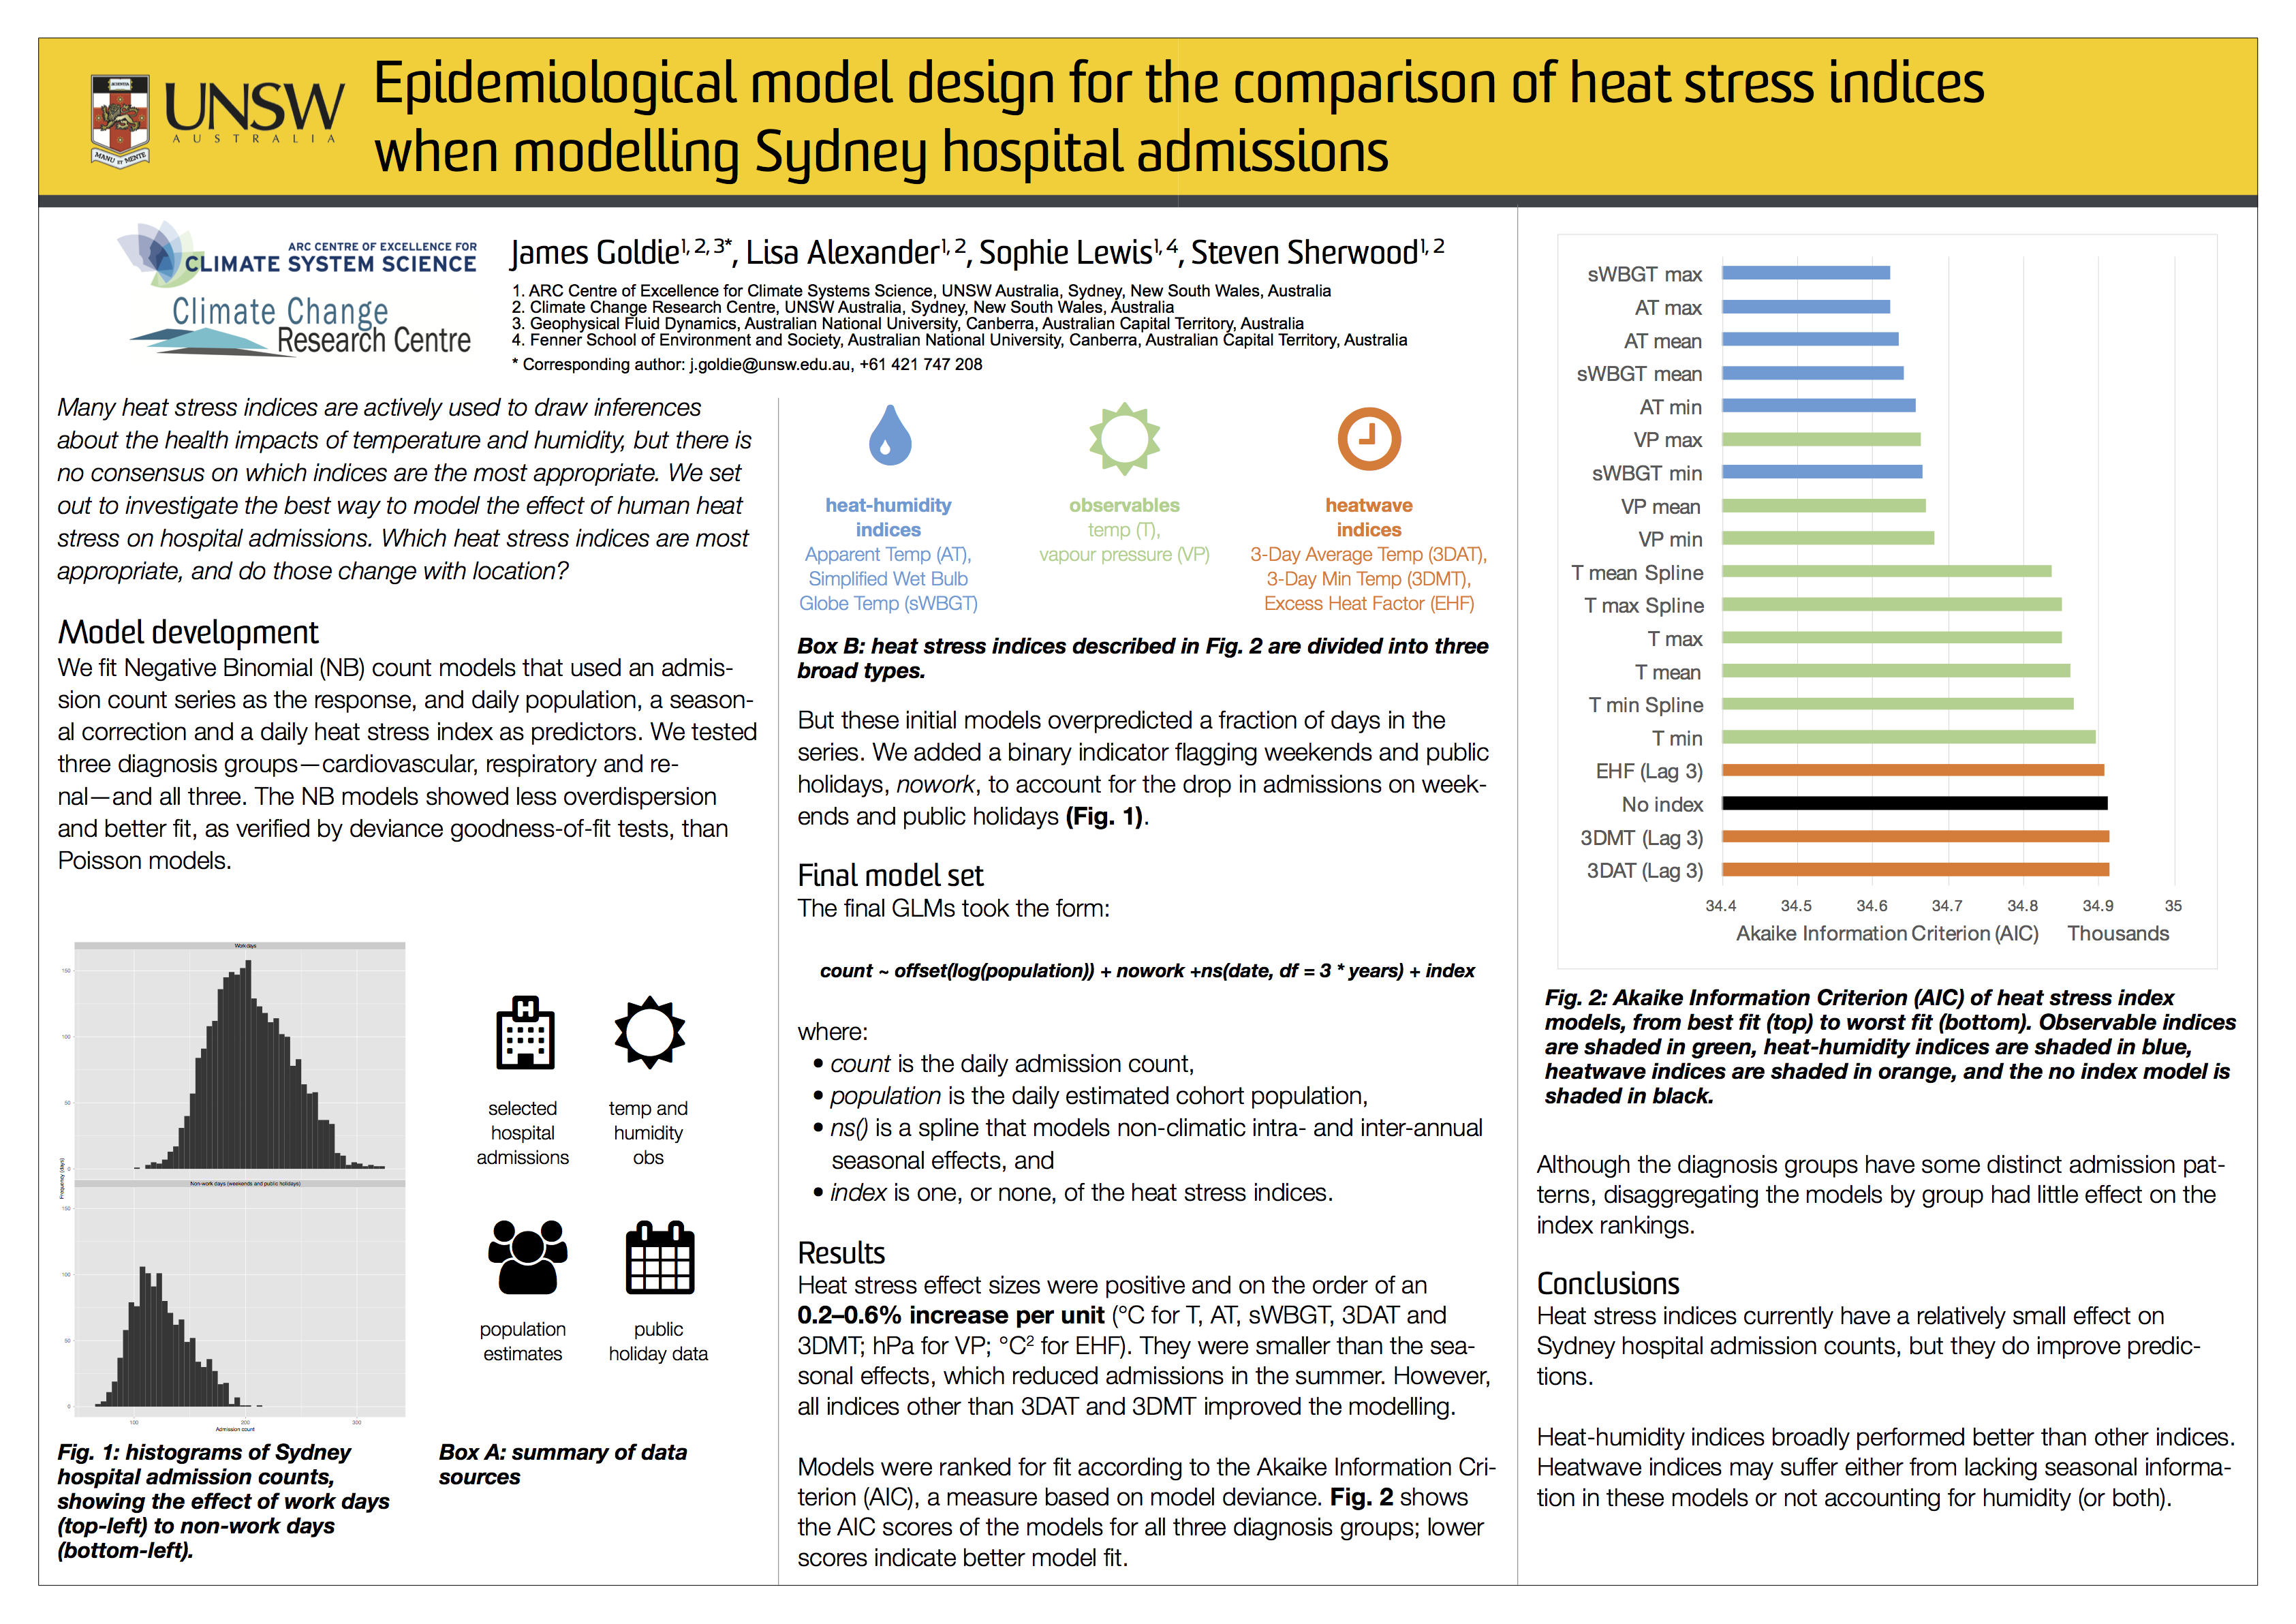 UNSW
AUSTRALIA
MANU ET MENTE
Epidemiological model design for the comparison of heat stress indices
when modelling Sydney hospital admissions
ARC CENTRE OF EXCELLENCE FOR
CLIMATE SYSTEM SCIENCE
Climate Change
Research Centre
James Goldie1, 2, 3*, Lisa Alexander1, 2, Sophie Lewis1, 4, Steven Sherwood1, 2
1. ARC Centre of Excellence for Climate Systems Science, UNSW Australia, Sydney, New South Wales, Australia
2. Climate Change Research Centre, UNSW Australia, Sydney, New South Wales, Australia
3. Geophysical Fluid Dynamics, Australian National University, Canberra, Australian Capital Territory, Australia
4. Fenner School of Environment and Society, Australian National University, Canberra, Australian Capital Territory, Australia
* Corresponding author: j.goldie@unsw.edu.au, +61 421 747 208
Many heat stress indices are actively used to draw inferences
about the health impacts of temperature and humidity, but there is
no consensus on which indices are the most appropriate. We set
out to investigate the best way to model the effect of human heat
stress on hospital admissions. Which heat stress indices are most
appropriate, and do those change with location?
Model development
We fit Negative Binomial (NB) count models that used an admis-
sion count series as the response, and daily population, a season-
al correction and a daily heat stress index as predictors. We tested
three diagnosis groups—cardiovascular, respiratory and re-
nal—and all three. The NB models showed less overdispersion
and better fit, as verified by deviance goodness-of-fit tests, than
Poisson models.
Work days
150
100
50
0
Frequency (days)
Non-work days (weekends and public holidays)
150
100
50
0
100
200
300
Admission count
Fig. 1: histograms of Sydney
hospital admission counts,
showing the effect of work days
(top-left) to non-work days
(bottom-left).
H
selected
hospital
admissions
temp and
humidity
obs
population
estimates
public
holiday data
Box A: summary of data
sources
heat-humidity
indices
Apparent Temp (AT),
Simplified Wet Bulb
Globe Temp (sWBGT)
observables
temp (T),
vapour pressure (VP)
heatwave
indices
3-Day Average Temp (3DAT),
3-Day Min Temp (3DMT),
Excess Heat Factor (EHF)
Box B: heat stress indices described in Fig. 2 are divided into three
broad types.
But these initial models overpredicted a fraction of days in the
series. We added a binary indicator flagging weekends and public
holidays, nowork, to account for the drop in admissions on week-
ends and public holidays (Fig. 1).
Final model set
The final GLMs took the form:
count ~ offset(log(population)) + nowork +ns(date, df = 3 * years) + index
where:
• count is the daily admission count,
• population is the daily estimated cohort population,
• ns() is a spline that models non-climatic intra- and inter-annual
seasonal effects, and
• index is one, or none, of the heat stress indices.
Results
Heat stress effect sizes were positive and on the order of an
0.2–0.6% increase per unit (°C for T, AT, sWBGT, 3DAT and
3DMT; hPa for VP; °C2 for EHF). They were smaller than the sea-
sonal effects, which reduced admissions in the summer. However,
all indices other than 3DAT and 3DMT improved the modelling.
Models were ranked for fit according to the Akaike Information Cri-
terion (AIC), a measure based on model deviance. Fig. 2 shows
the AIC scores of the models for all three diagnosis groups; lower
scores indicate better model fit.
sWBGT max
AT max
AT mean
sWBGT mean
AT min
VP max
sWBGT min
VP mean
VP min
T mean Spline
T max Spline
T max
T mean
T min Spline
T min
EHF (Lag 3)
No index
3DMT (Lag 3)
3DAT (Lag 3)
34.4 34.5 34.6 34.7 34.8 34.9 35
Akaike Information Criterion (AIC) Thousands
Fig. 2: Akaike Information Criterion (AIC) of heat stress index
models, from best fit (top) to worst fit (bottom). Observable indices
are shaded in green, heat-humidity indices are shaded in blue,
heatwave indices are shaded in orange, and the no index model is
shaded in black.
Although the diagnosis groups have some distinct admission pat-
terns, disaggregating the models by group had little effect on the
index rankings.
Conclusions
Heat stress indices currently have a relatively small effect on
Sydney hospital admission counts, but they do improve predic-
tions.
Heat-humidity indices broadly performed better than other indices.
Heatwave indices may suffer either from lacking seasonal informa-
tion in these models or not accounting for humidity (or both).